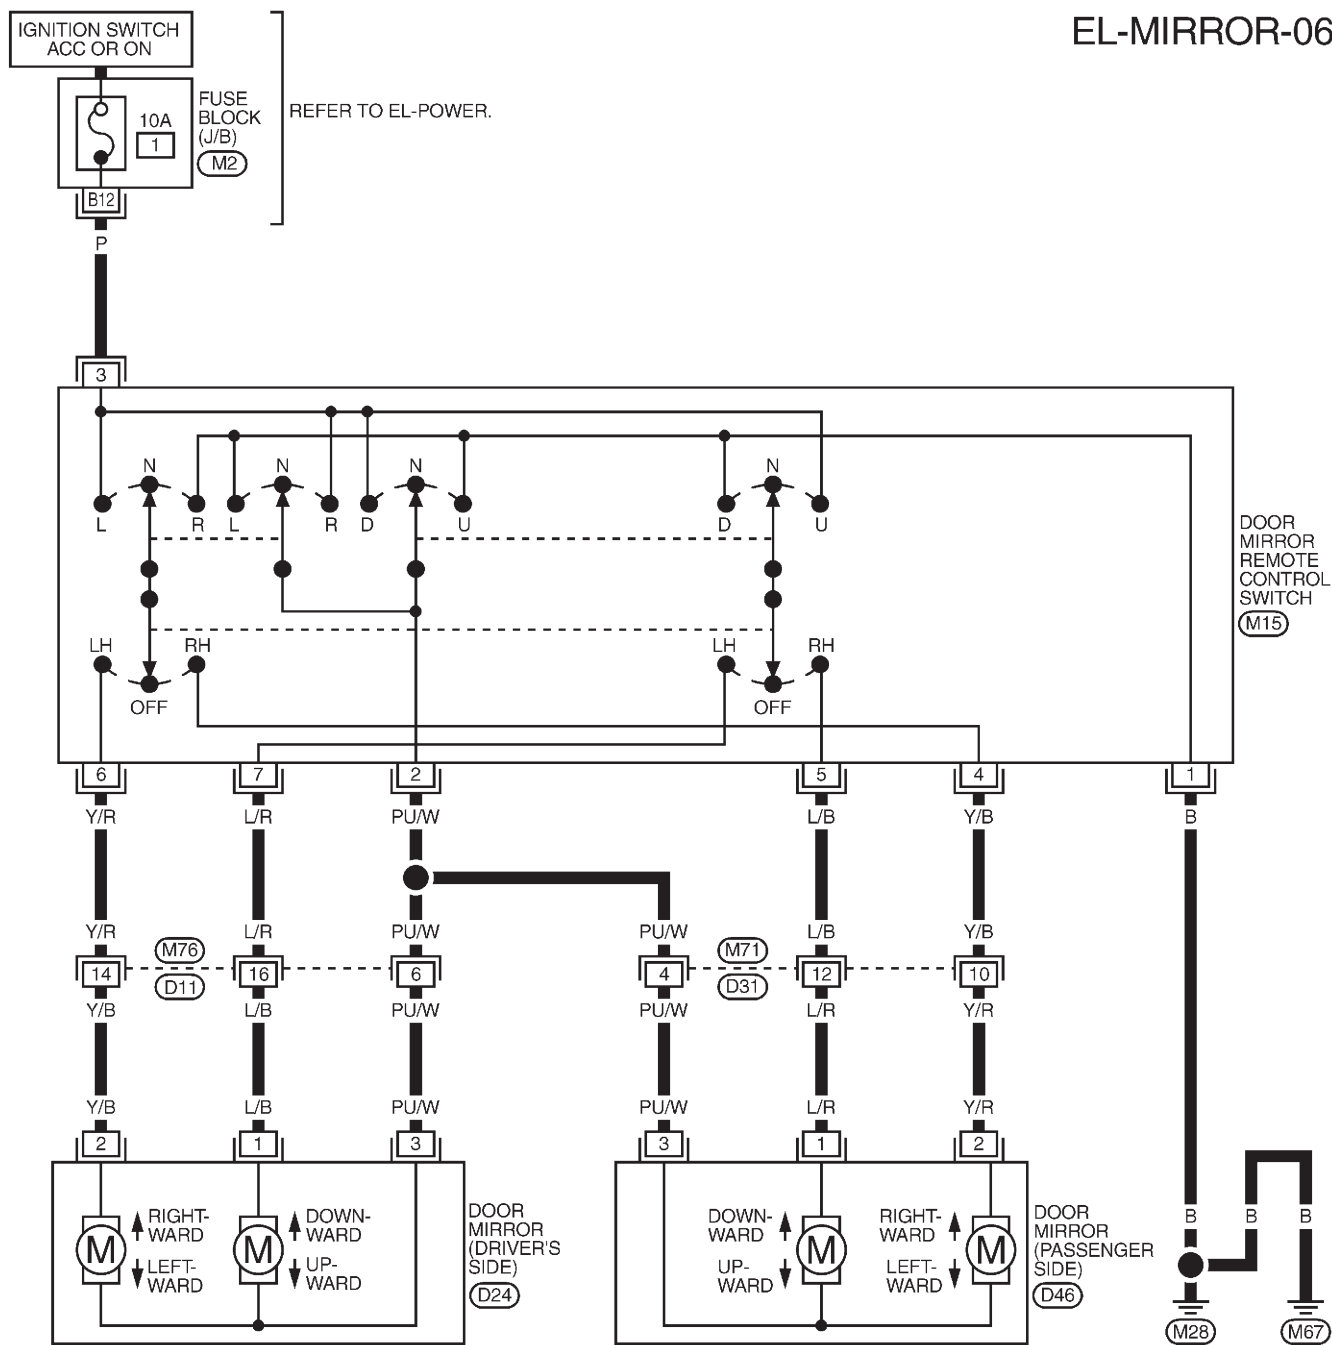 EL-MIRROR-06
IGNITION SWITCH
ACC OR ON
10A
1
FUSE
BLOCK
(J/B)
M2
REFER TO EL-POWER.
B12
P
3
N N N N
L R L R D U D U
LH RH LH RH
OFF OFF
DOOR
MIRROR
REMOTE
CONTROL
SWITCH
M15
6 7 2 5 4 1
Y/R L/R PU/W L/B Y/B B
Y/R L/R PU/W PU/W L/B Y/B
M76 M71
14 16 6 4 12 10
D11 D31
Y/B L/B PU/W PU/W L/R Y/R
Y/B L/B PU/W PU/W L/R Y/R
2 1 3 3 1 2
M
RIGHT-
WARD
LEFT-
WARD
M
DOWN-
WARD
UP-
WARD
DOOR
MIRROR
(DRIVER'S
SIDE)
D24
DOWN-
WARD
UP-
WARD
M
RIGHT-
WARD
LEFT-
WARD
M
DOOR
MIRROR
(PASSENGER
SIDE)
D46
B B B
M28 M67